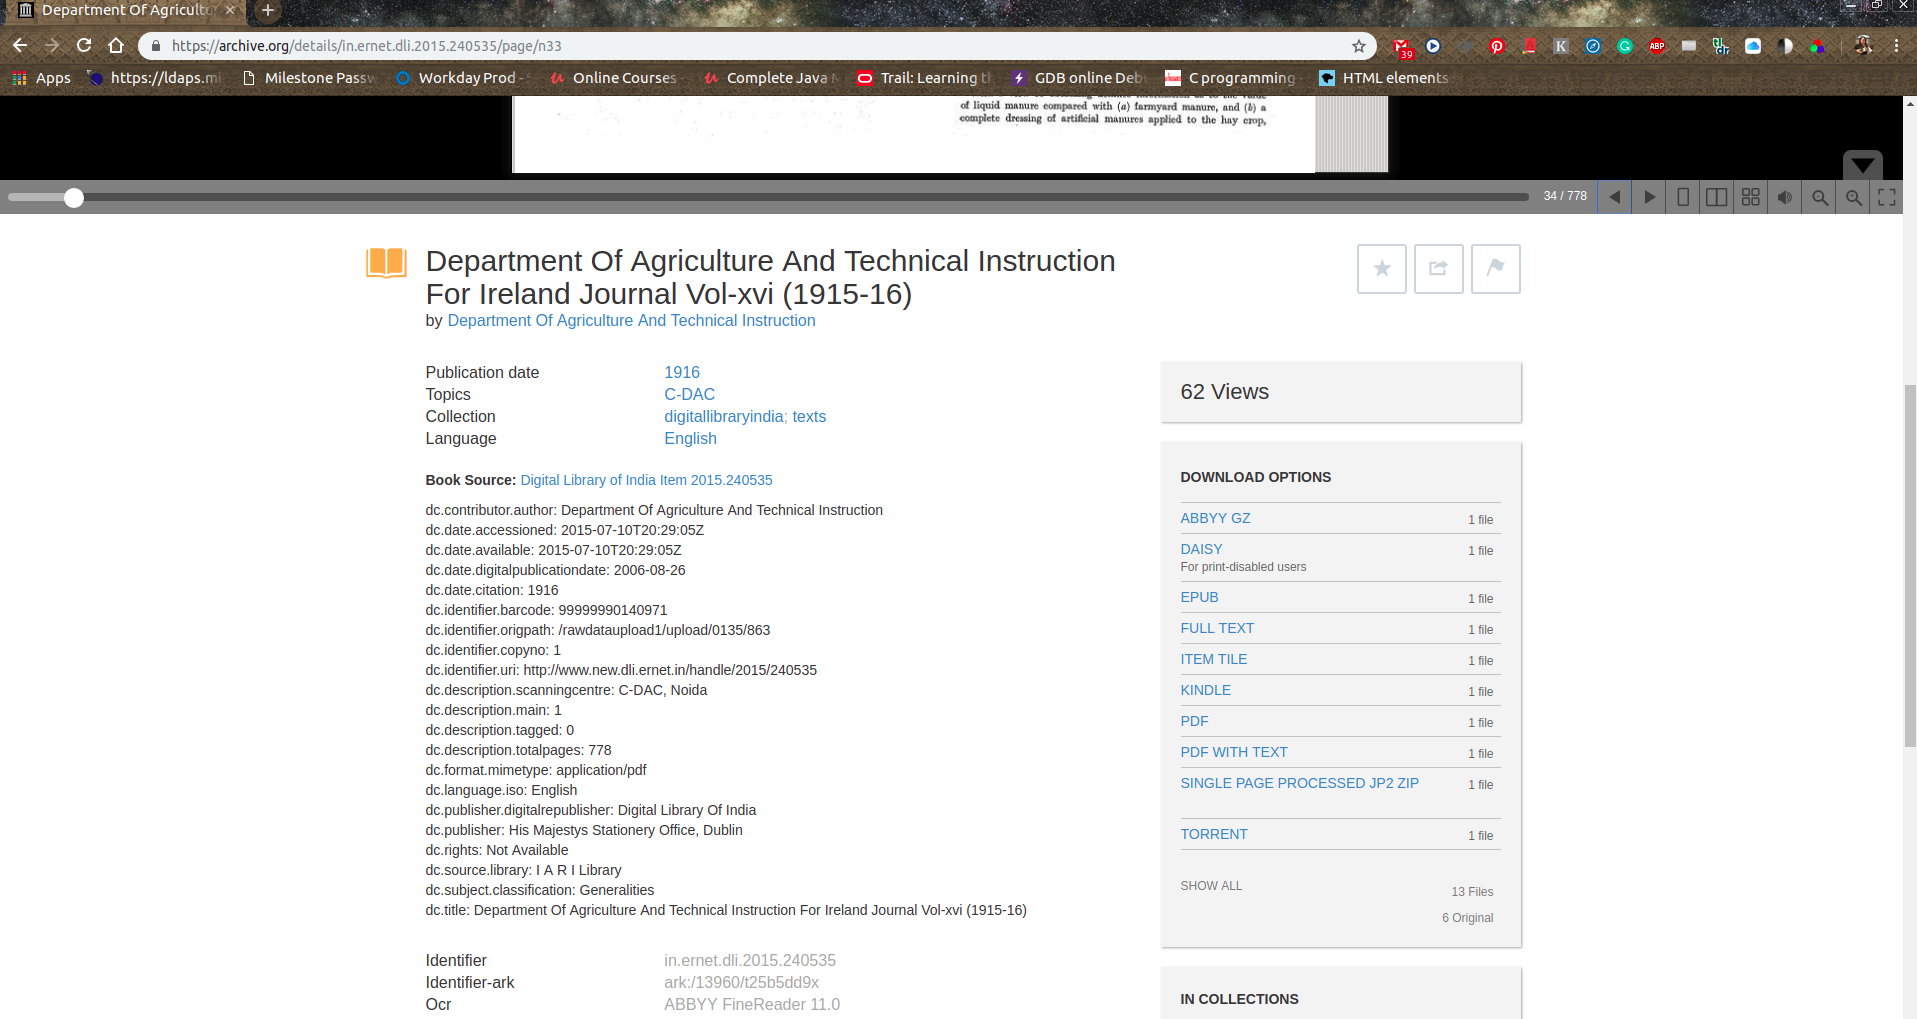 Department Of Agricultu
https://archive.org/details/in.ernet.dli.2015.240535/page/n33
39
ABP
Apps
https://ldaps.mi
Milestone Passw
Workday Prod -
Online Courses
Complete Java
Trail: Learning th
GDB online Deb
C programming
HTML elements
of liquid manure compared with (a) farmyard manure, and (b) a
complete dressing of artificial manures applied to the hay crop,
34 / 778
Department Of Agriculture And Technical Instruction
For Ireland Journal Vol-xvi (1915-16)
by Department Of Agriculture And Technical Instruction
Publication date 1916
Topics C-DAC
Collection digitallibraryindia; texts
Language English
Book Source: Digital Library of India Item 2015.240535
dc.contributor.author: Department Of Agriculture And Technical Instruction
dc.date.accessioned: 2015-07-10T20:29:05Z
dc.date.available: 2015-07-10T20:29:05Z
dc.date.digitalpublicationdate: 2006-08-26
dc.date.citation: 1916
dc.identifier.barcode: 99999990140971
dc.identifier.origpath: /rawdataupload1/upload/0135/863
dc.identifier.copyno: 1
dc.identifier.uri: http://www.new.dli.ernet.in/handle/2015/240535
dc.description.scanningcentre: C-DAC, Noida
dc.description.main: 1
dc.description.tagged: 0
dc.description.totalpages: 778
dc.format.mimetype: application/pdf
dc.language.iso: English
dc.publisher.digitalrepublisher: Digital Library Of India
dc.publisher: His Majestys Stationery Office, Dublin
dc.rights: Not Available
dc.source.library: I A R I Library
dc.subject.classification: Generalities
dc.title: Department Of Agriculture And Technical Instruction For Ireland Journal Vol-xvi (1915-16)
Identifier in.ernet.dli.2015.240535
Identifier-ark ark:/13960/t25b5dd9x
Ocr ABBYY FineReader 11.0
62 Views
DOWNLOAD OPTIONS
ABBYY GZ 1 file
DAISY 1 file
For print-disabled users
EPUB 1 file
FULL TEXT 1 file
ITEM TILE 1 file
KINDLE 1 file
PDF 1 file
PDF WITH TEXT 1 file
SINGLE PAGE PROCESSED JP2 ZIP 1 file
TORRENT 1 file
SHOW ALL 13 Files
6 Original
IN COLLECTIONS